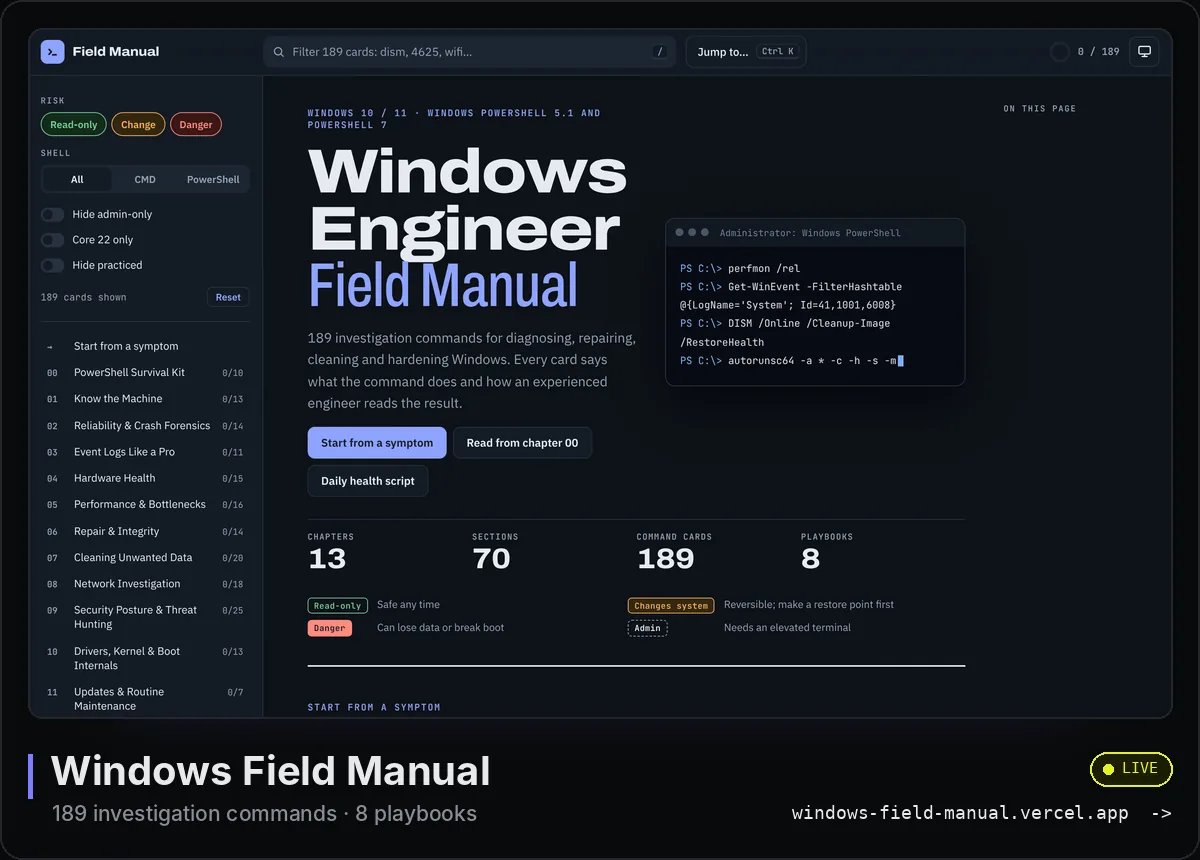 Field Manual
Filter 189 cards: dism, 4625, wifi... /
Jump to... Ctrl K
0 / 189
RISK
Read-only Change Danger
SHELL
All CMD PowerShell
Hide admin-only
Core 22 only
Hide practiced
189 cards shown Reset
→ Start from a symptom
00 PowerShell Survival Kit 0/10
01 Know the Machine 0/13
02 Reliability & Crash Forensics 0/14
03 Event Logs Like a Pro 0/11
04 Hardware Health 0/15
05 Performance & Bottlenecks 0/16
06 Repair & Integrity 0/14
07 Cleaning Unwanted Data 0/20
08 Network Investigation 0/18
09 Security Posture & Threat 0/25
Hunting
10 Drivers, Kernel & Boot 0/13
Internals
11 Updates & Routine 0/7
Maintenance
WINDOWS 10 / 11 · WINDOWS POWERSHELL 5.1 AND
POWERSHELL 7
Windows
Engineer
Field Manual
189 investigation commands for diagnosing, repairing,
cleaning and hardening Windows. Every card says
what the command does and how an experienced
engineer reads the result.
Start from a symptom Read from chapter 00
Daily health script
Administrator: Windows PowerShell
PS C:\> perfmon /rel
PS C:\> Get-WinEvent -FilterHashtable
@{LogName='System'; Id=41,1001,6008}
PS C:\> DISM /Online /Cleanup-Image
/RestoreHealth
PS C:\> autorunsc64 -a * -c -h -s -m
ON THIS PAGE
CHAPTERS SECTIONS COMMAND CARDS PLAYBOOKS
13 70 189 8
Read-only Safe any time
Changes system Reversible; make a restore point first
Danger Can lose data or break boot
Admin Needs an elevated terminal
START FROM A SYMPTOM
Windows Field Manual
189 investigation commands · 8 playbooks
LIVE
windows-field-manual.vercel.app ->